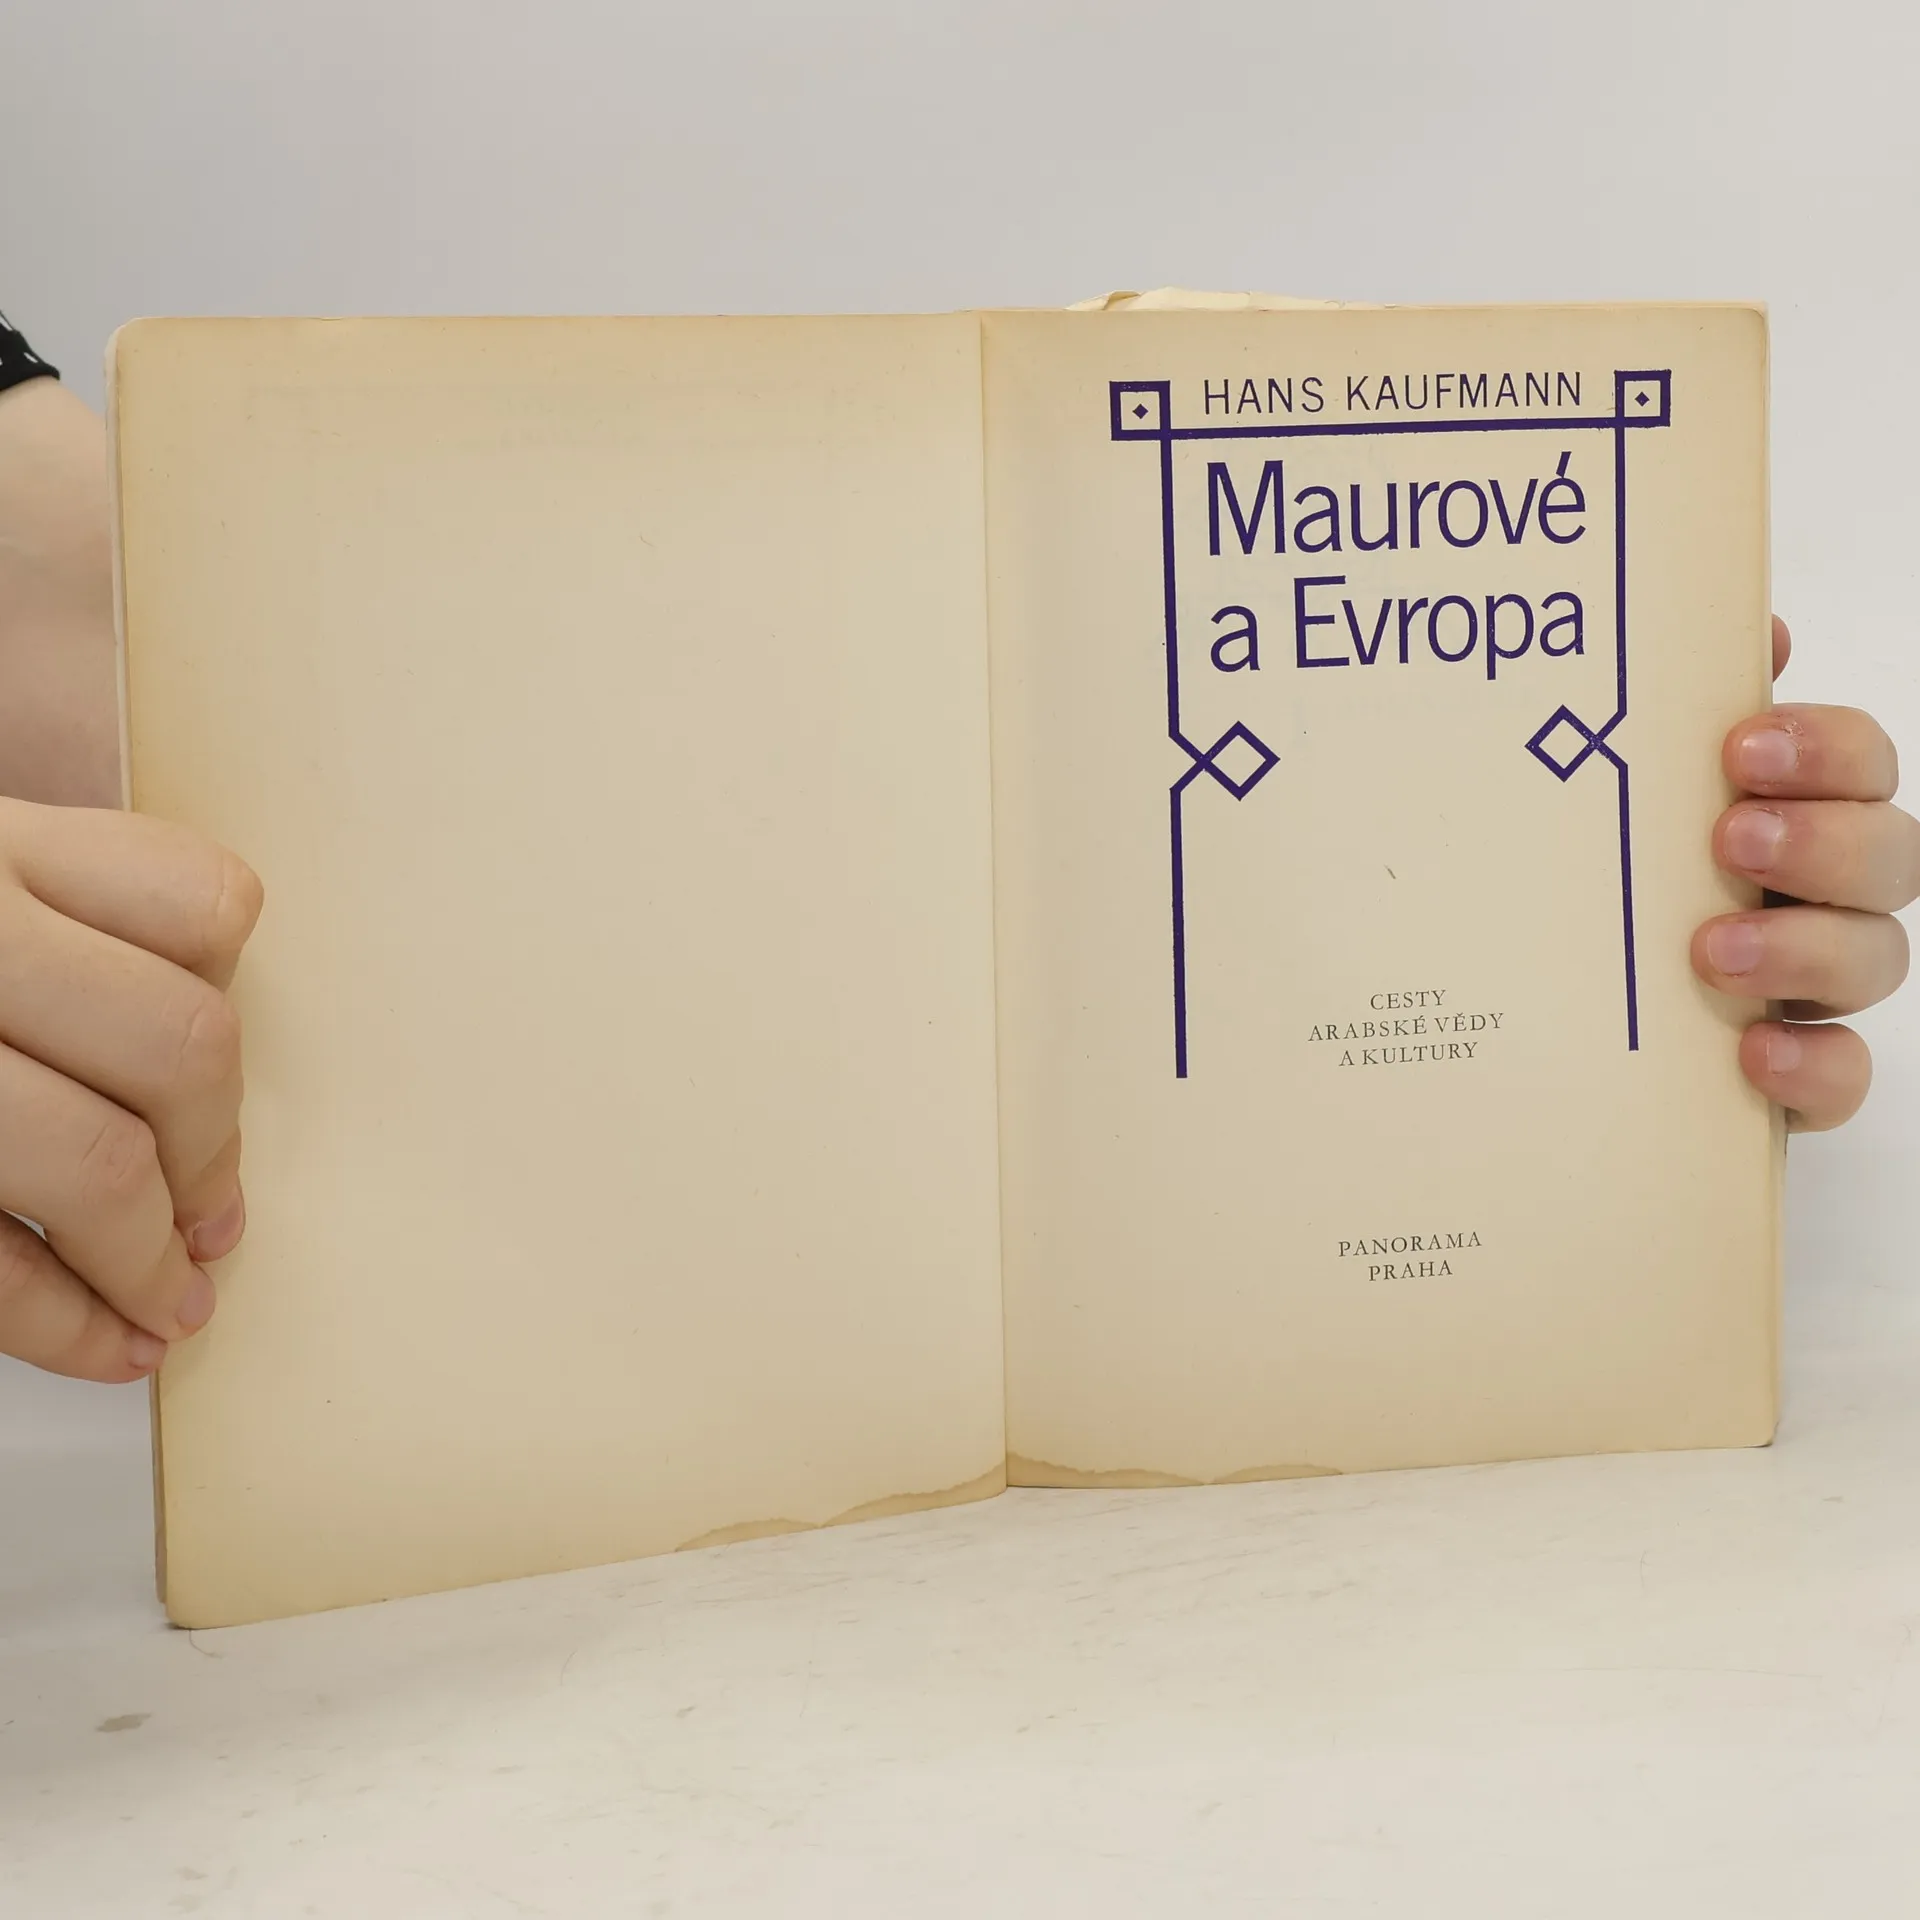 HANS KAUFMANN
Maurové
a Evropa
CESTY
ARABSKÉ VĚDY
A KULTURY
PANORAMA
PRAHA